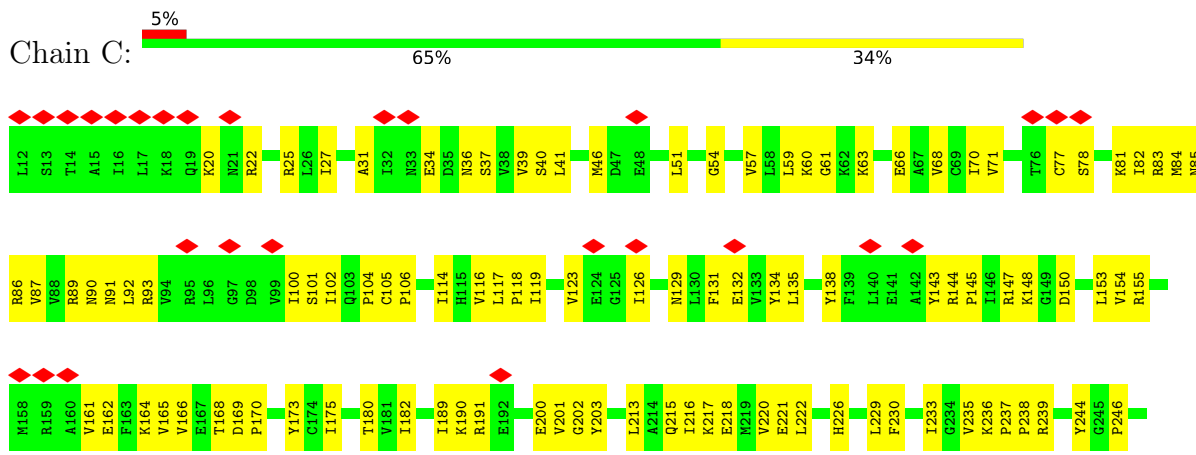 5%
Chain C:
65% 34%
L12 S13 T14 A15 I16 L17 K18 Q19 K20 N21 R22 R25 L26 I27 A31 I32 N33 E34 D35 N36 S37 V38 V39 S40 L41 M46 D47 E48 L51 G54 V57 L58 L59 K60 G61 K62 K63 E66 A67 V68 C69 I70 V71 T76 C77 S78 K81 I82 R83 M84 N85
R86 V87 V88 R89 N90 N91 L92 R93 V94 R95 L96 G97 D98 V99 I100 S101 I102 Q103 P104 C105 P106 I114 H115 V116 L117 P118 I119 V123 E124 G125 I126 N129 L130 F131 E132 V133 Y134 L135 Y138 F139 L140 E141 A142 Y143 R144 P145 I146 R147 K148 G149 D150 L153 V154 R155
M158 R159 A160 V161 E162 F163 K164 V165 V166 E167 T168 D169 P170 Y173 C174 I175 T180 V181 I182 I189 K190 R191 E192 E200 V201 G202 Y203 L213 A214 Q215 I216 K217 E218 M219 V220 E221 L222 H226 L229 F230 I233 G234 V235 K236 P237 P238 R239 Y244 G245 P246